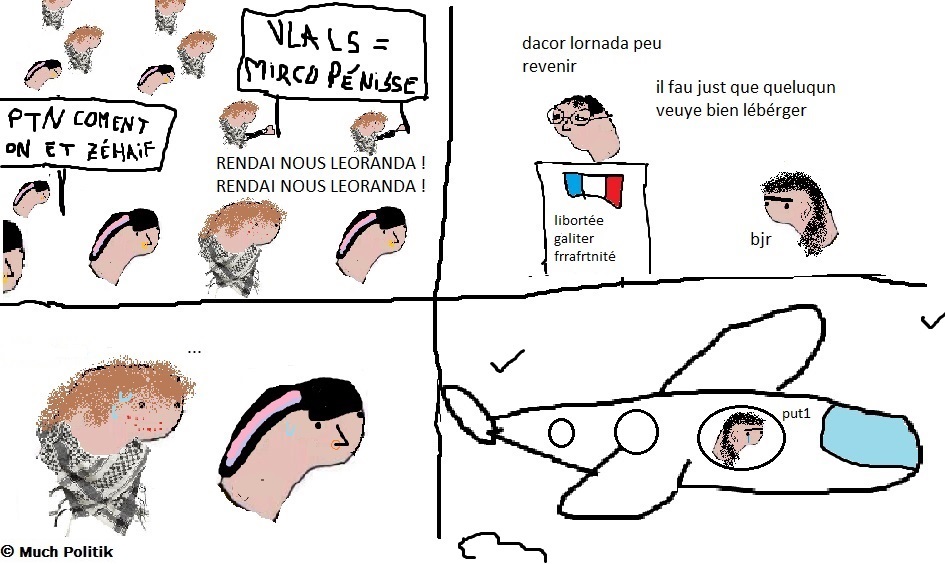 VLALS =
MIRCO PÉNISSE
PTN COMENT
ON ET ZÉHAIF
RENDAI NOUS LEORANDA !
RENDAI NOUS LEORANDA !
dacor lornada peu
revenir
il fau just que queluqun
veuye bien lébérger
libortée
galiter
frrafrtnité
bjr
...
put1
© Much Politik